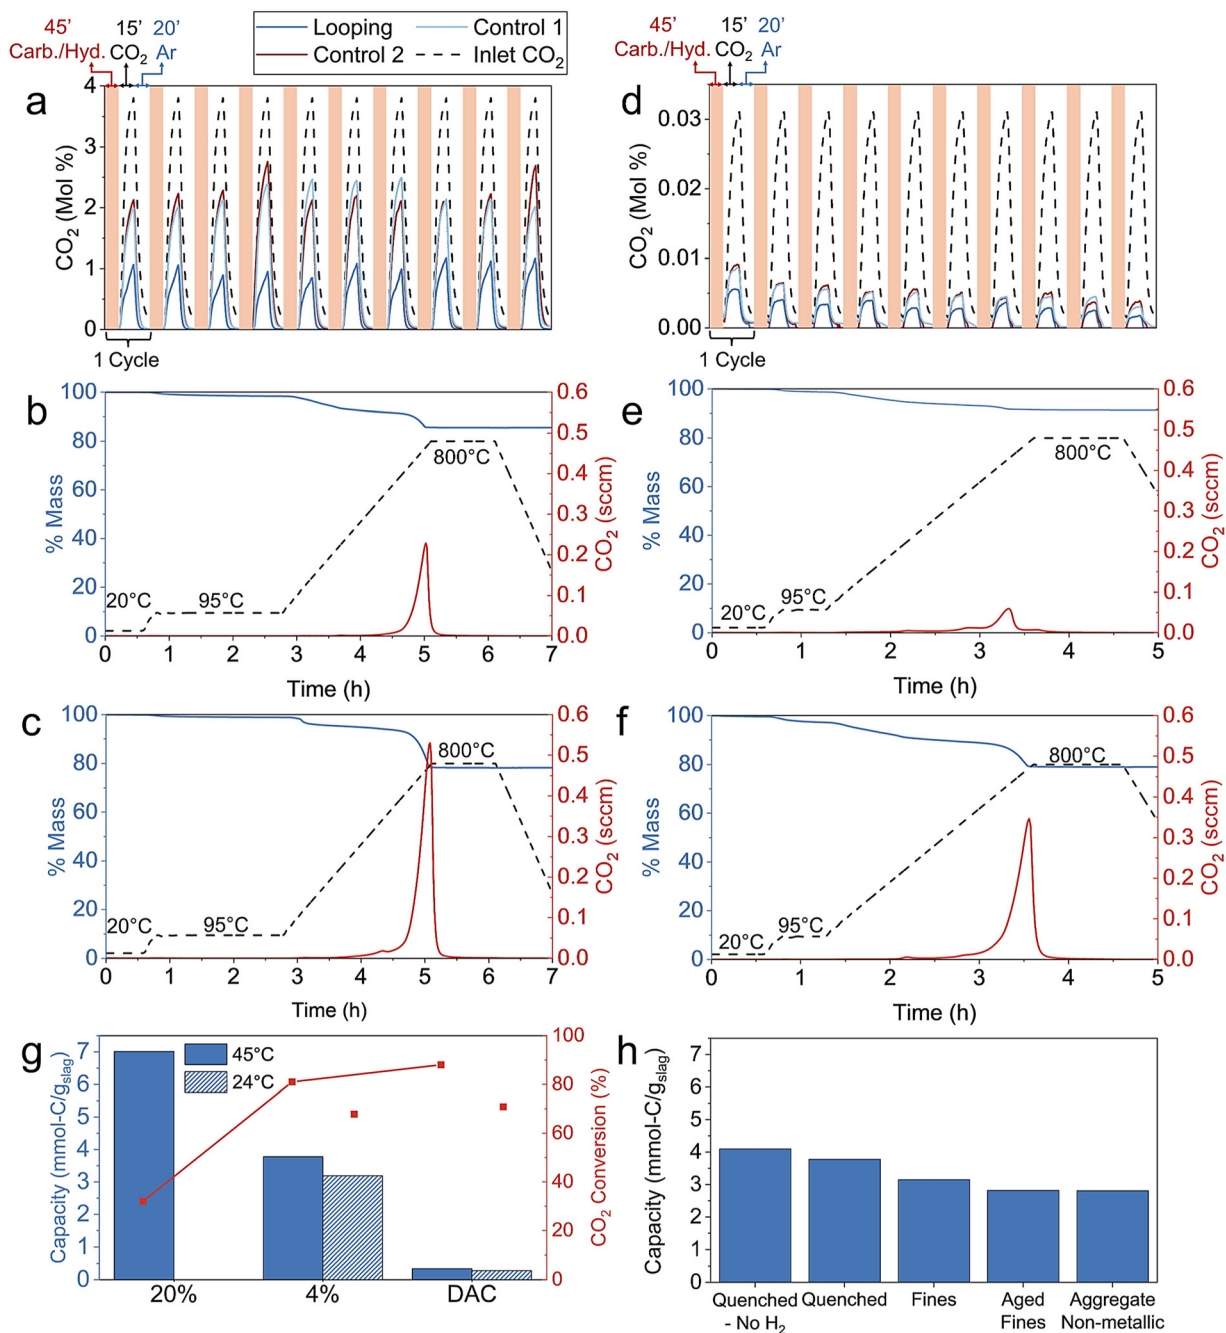 45' 15' 20'
Carb./Hyd. CO2 Ar
Looping Control 1
Control 2 Inlet CO2
45' 15' 20'
Carb./Hyd. CO2 Ar
a
4
3
2
1
0
CO2 (Mol %)
1 Cycle
d
0.03
0.02
0.01
0.00
CO2 (Mol %)
1 Cycle
b
100
80
60
40
20
0
% Mass
0.6
0.5
0.4
0.3
0.2
0.1
0.0
CO2 (sccm)
20°C 95°C 800°C
0 1 2 3 4 5 6 7
Time (h)
e
100
80
60
40
20
0
% Mass
0.6
0.5
0.4
0.3
0.2
0.1
0.0
CO2 (sccm)
20°C 95°C 800°C
0 1 2 3 4 5
Time (h)
c
100
80
60
40
20
0
% Mass
0.6
0.5
0.4
0.3
0.2
0.1
0.0
CO2 (sccm)
20°C 95°C 800°C
0 1 2 3 4 5 6 7
Time (h)
f
100
80
60
40
20
0
% Mass
0.6
0.5
0.4
0.3
0.2
0.1
0.0
CO2 (sccm)
20°C 95°C 800°C
0 1 2 3 4 5
Time (h)
g
7
6
5
4
3
2
1
0
Capacity (mmol-C/gslag)
45°C
24°C
100
80
60
40
20
0
CO2 Conversion (%)
20% 4% DAC
h
7
6
5
4
3
2
1
0
Capacity (mmol-C/gslag)
Quenched Quenched Fines Aged Aggregate
- No H2 Fines Non-metallic